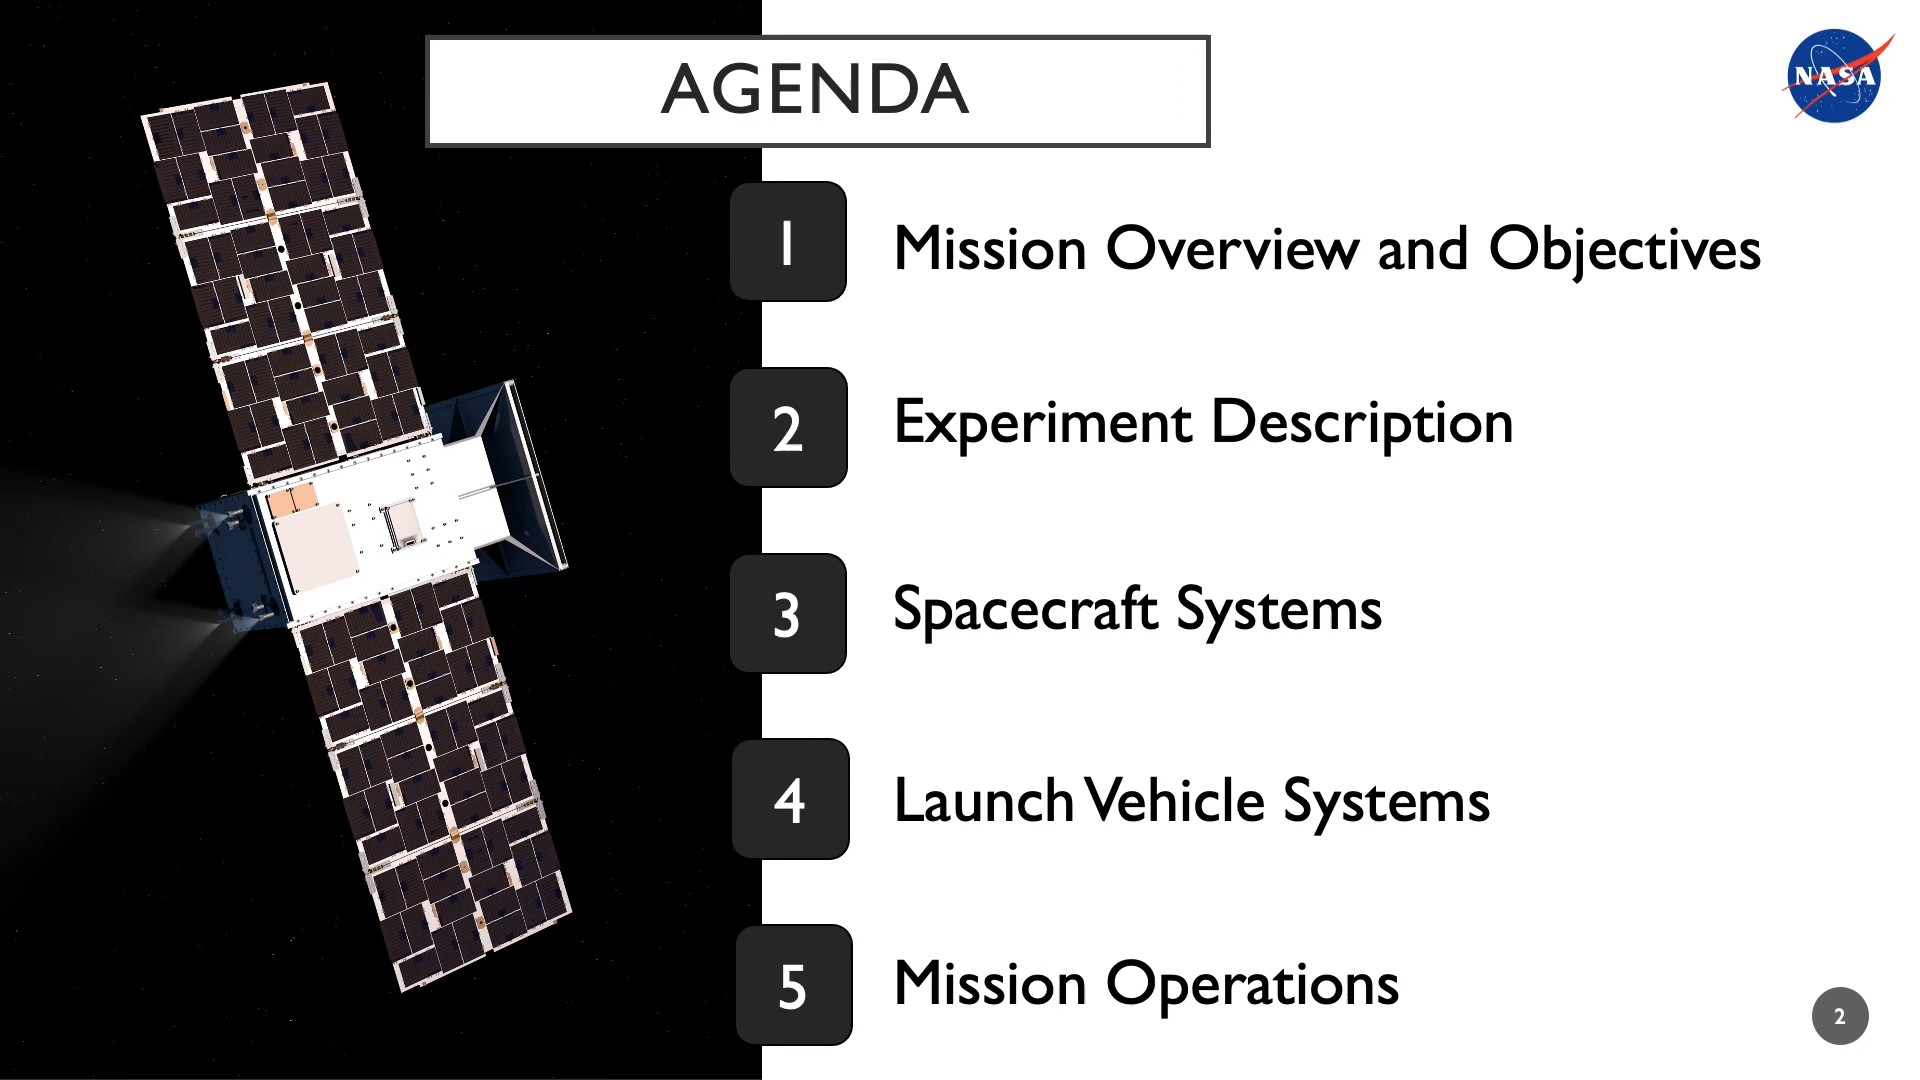 AGENDA
NASA
1 Mission Overview and Objectives
2 Experiment Description
3 Spacecraft Systems
4 Launch Vehicle Systems
5 Mission Operations
2